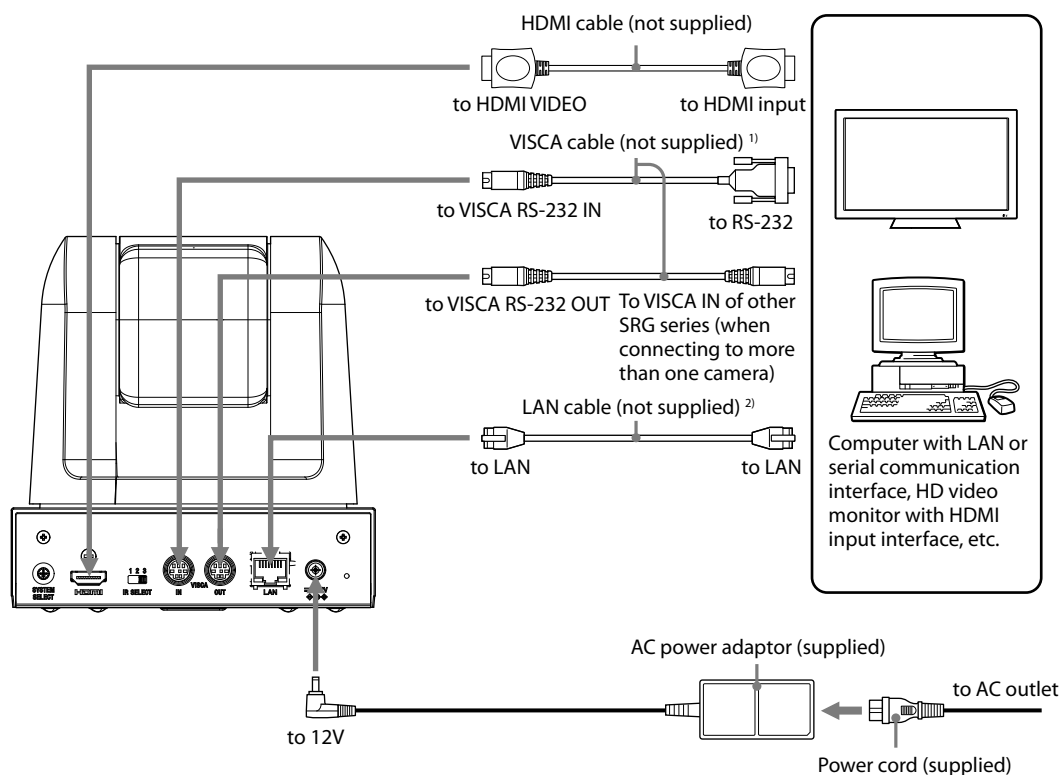 HDMI cable (not supplied)
to HDMI VIDEO
to HDMI input
VISCA cable (not supplied) 1)
to VISCA RS-232 IN
to RS-232
to VISCA RS-232 OUT
To VISCA IN of other
SRG series (when
connecting to more
than one camera)
LAN cable (not supplied) 2)
to LAN
to LAN
Computer with LAN or
serial communication
interface, HD video
monitor with HDMI
input interface, etc.
SYSTEM
SELECT
HDMI
1 2 3
IR SELECT
IN
VISCA
OUT
LAN
AC power adaptor (supplied)
to AC outlet
to 12V
Power cord (supplied)